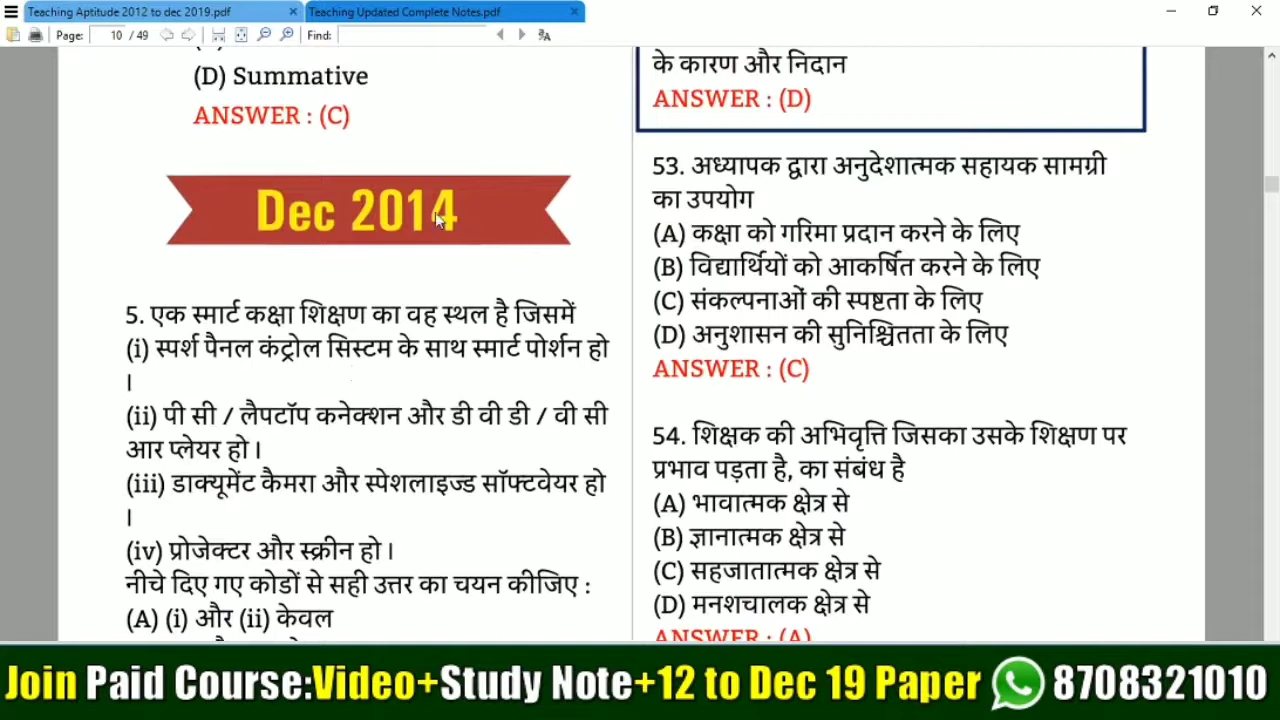 Teaching Aptitude 2012 to dec 2019.pdf
Teaching Updated Complete Notes.pdf
Page: 10 / 49
Find:
(D) Summative
ANSWER : (C)
Dec 2014
5. एक स्मार्ट कक्षा शिक्षण का वह स्थल है जिसमें
(i) स्पर्श पैनल कंट्रोल सिस्टम के साथ स्मार्ट पोर्शन हो
।
(ii) पी सी / लैपटॉप कनेक्शन और डी वी डी / वी सी
आर प्लेयर हो ।
(iii) डाक्यूमेंट कैमरा और स्पेशलाइज्ड सॉफ्टवेयर हो
।
(iv) प्रोजेक्टर और स्क्रीन हो ।
नीचे दिए गए कोडों से सही उत्तर का चयन कीजिए :
(A) (i) और (ii) केवल
के कारण और निदान
ANSWER : (D)
53. अध्यापक द्वारा अनुदेशात्मक सहायक सामग्री
का उपयोग
(A) कक्षा को गरिमा प्रदान करने के लिए
(B) विद्यार्थियों को आकर्षित करने के लिए
(C) संकल्पनाओं की स्पष्टता के लिए
(D) अनुशासन की सुनिश्चितता के लिए
ANSWER : (C)
54. शिक्षक की अभिवृत्ति जिसका उसके शिक्षण पर
प्रभाव पड़ता है, का संबंध है
(A) भावात्मक क्षेत्र से
(B) ज्ञानात्मक क्षेत्र से
(C) सहजातात्मक क्षेत्र से
(D) मनशचालक क्षेत्र से
ANSWER : (A)
Join Paid Course:Video+Study Note+12 to Dec 19 Paper 8708321010